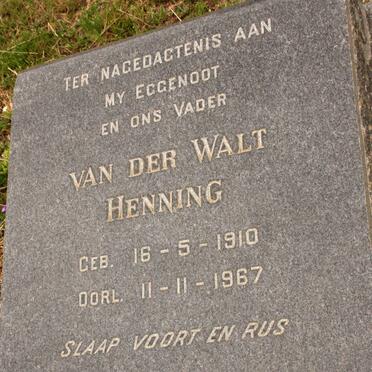 TER NAGEDACTENIS AAN
MY EGGENOOT
EN ONS VADER
VAN DER WALT
HENNING
GEB. 16-5-1910
OORL. 11-11-1967
SLAAP VOORT EN RUS